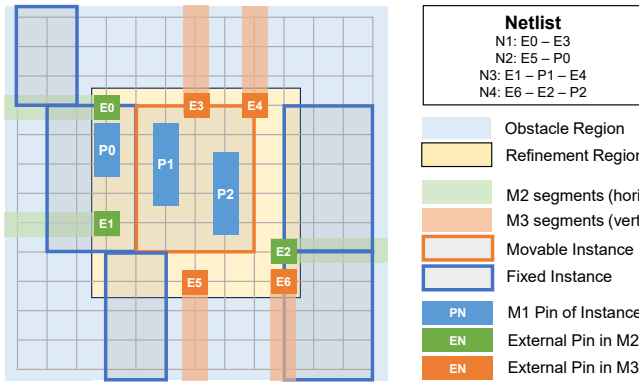 E0
E3
E4
P0
P1
P2
E1
E2
E5
E6
Netlist
N1: E0 – E3
N2: E5 – P0
N3: E1 – P1 – E4
N4: E6 – E2 – P2
Obstacle Region
Refinement Region
M2 segments (hori
M3 segments (vert
Movable Instance
Fixed Instance
PN M1 Pin of Instance
EN External Pin in M2
EN External Pin in M3